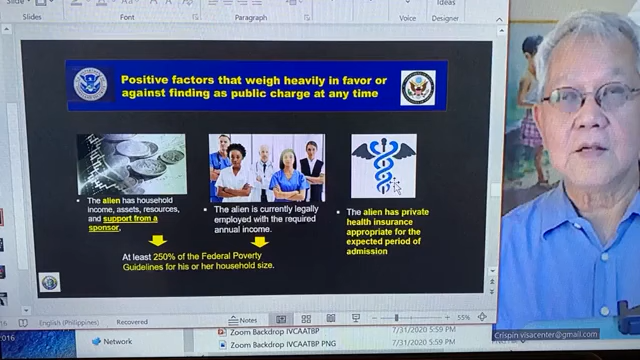 Slide
Slides
Font
Paragraph
Voice
Ideas
Designer
Positive factors that weigh heavily in favor or
against finding as public charge at any time
• The alien has household
income, assets, resources,
and support from a
sponsor,
• The alien is currently legally
employed with the required
annual income.
• The alien has private
health insurance
appropriate for the
expected period of
admission
At least 250% of the Federal Poverty
Guidelines for his or her household size.
English (Philippines)
Recovered
Notes
55%
Crispin visacenter@gmail.com
2016
Network
Zoom Backdrop IVCAATBP
7/31/2020 5:59 PM
Zoom Backdrop IVCAATBP PNG
7/31/2020 5:59 PM